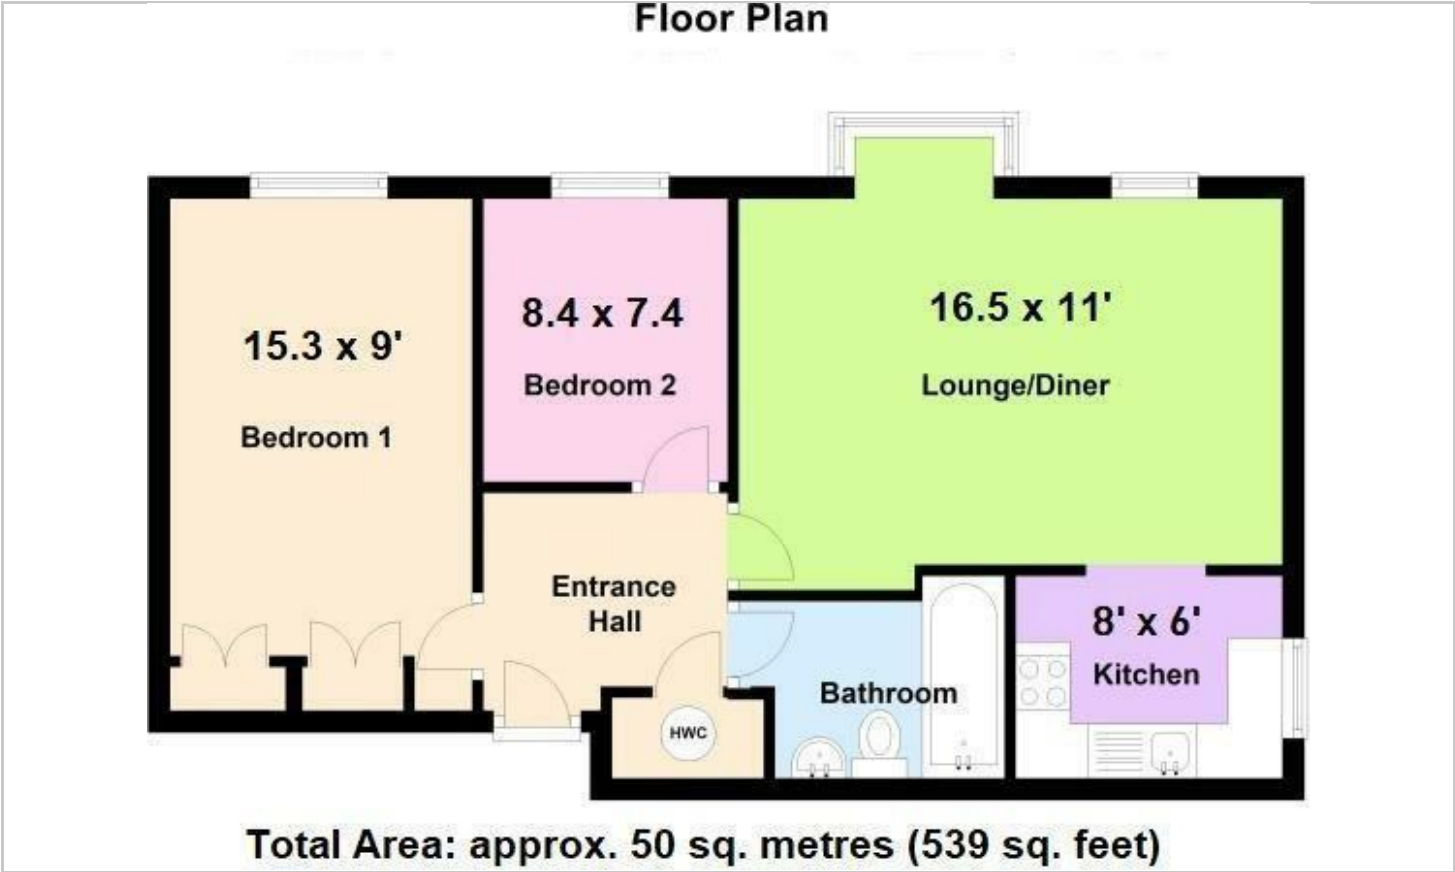 Floor Plan
15.3 x 9'
Bedroom 1
8.4 x 7.4
Bedroom 2
16.5 x 11'
Lounge/Diner
Entrance
Hall
8' x 6'
Kitchen
Bathroom
HWC
Total Area: approx. 50 sq. metres (539 sq. feet)